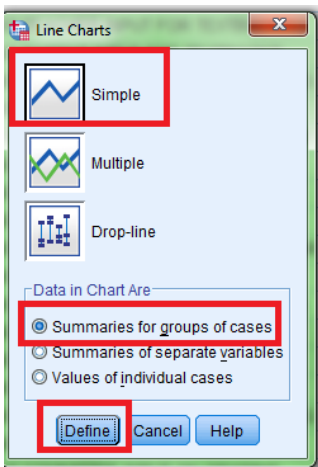 Line Charts
Simple
Multiple
Drop-line
Data in Chart Are
Summaries for groups of cases
Summaries of separate variables
Values of individual cases
Define Cancel Help